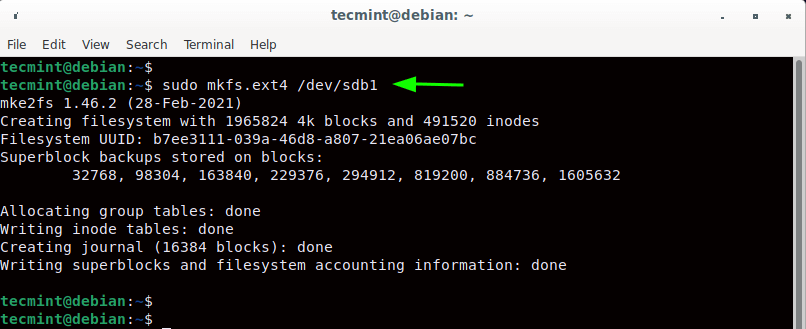 tecmint@debian: ~
File Edit View Search Terminal Help
tecmint@debian:~$
tecmint@debian:~$ sudo mkfs.ext4 /dev/sdb1
mke2fs 1.46.2 (28-Feb-2021)
Creating filesystem with 1965824 4k blocks and 491520 inodes
Filesystem UUID: b7ee3111-039a-46d8-a807-21ea06ae07bc
Superblock backups stored on blocks:
32768, 98304, 163840, 229376, 294912, 819200, 884736, 1605632
Allocating group tables: done
Writing inode tables: done
Creating journal (16384 blocks): done
Writing superblocks and filesystem accounting information: done
tecmint@debian:~$
tecmint@debian:~$